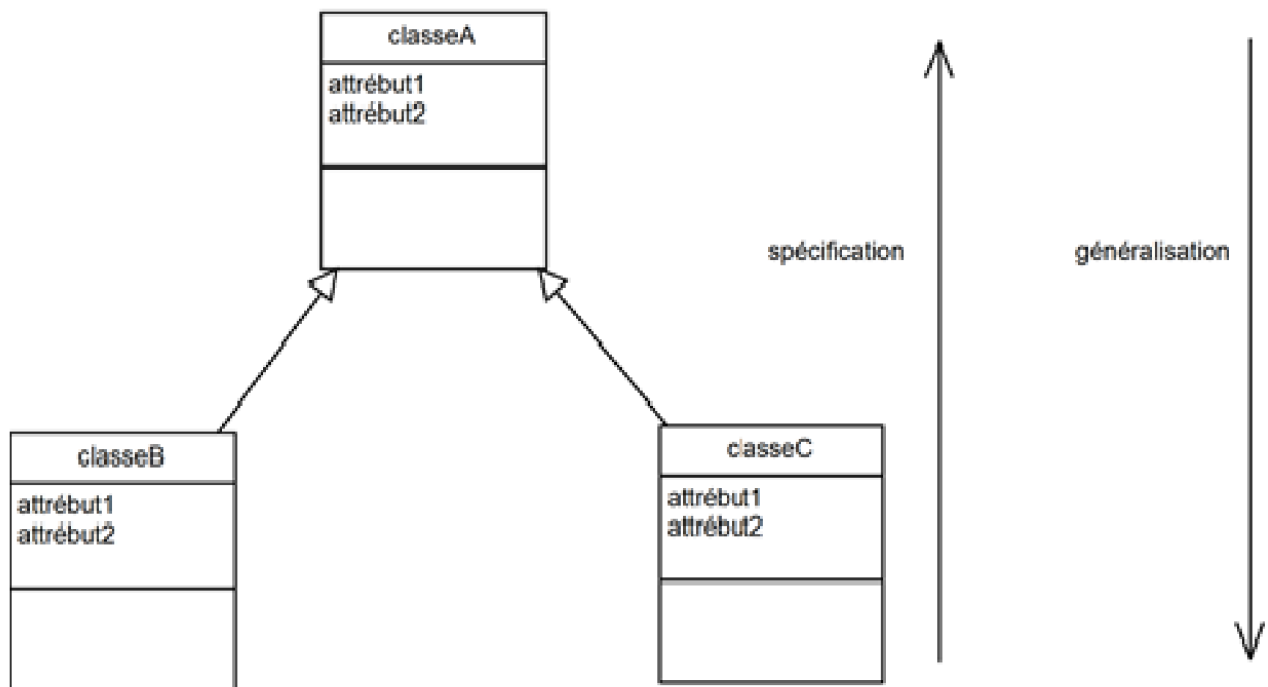 classeA
attrébut1
attrébut2
spécification
généralisation
classeB
attrébut1
attrébut2
classeC
attrébut1
attrébut2